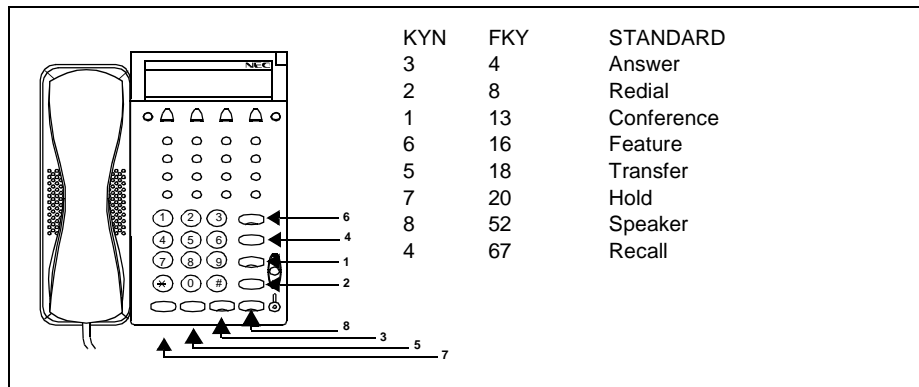 KYN FKY STANDARD
3 4 Answer
2 8 Redial
1 13 Conference
6 16 Feature
5 18 Transfer
7 20 Hold
8 52 Speaker
4 67 Recall
NEC
1 2 3
6
4 5 6
4
7 8 9
1
* 0 #
2
8
3
5
7